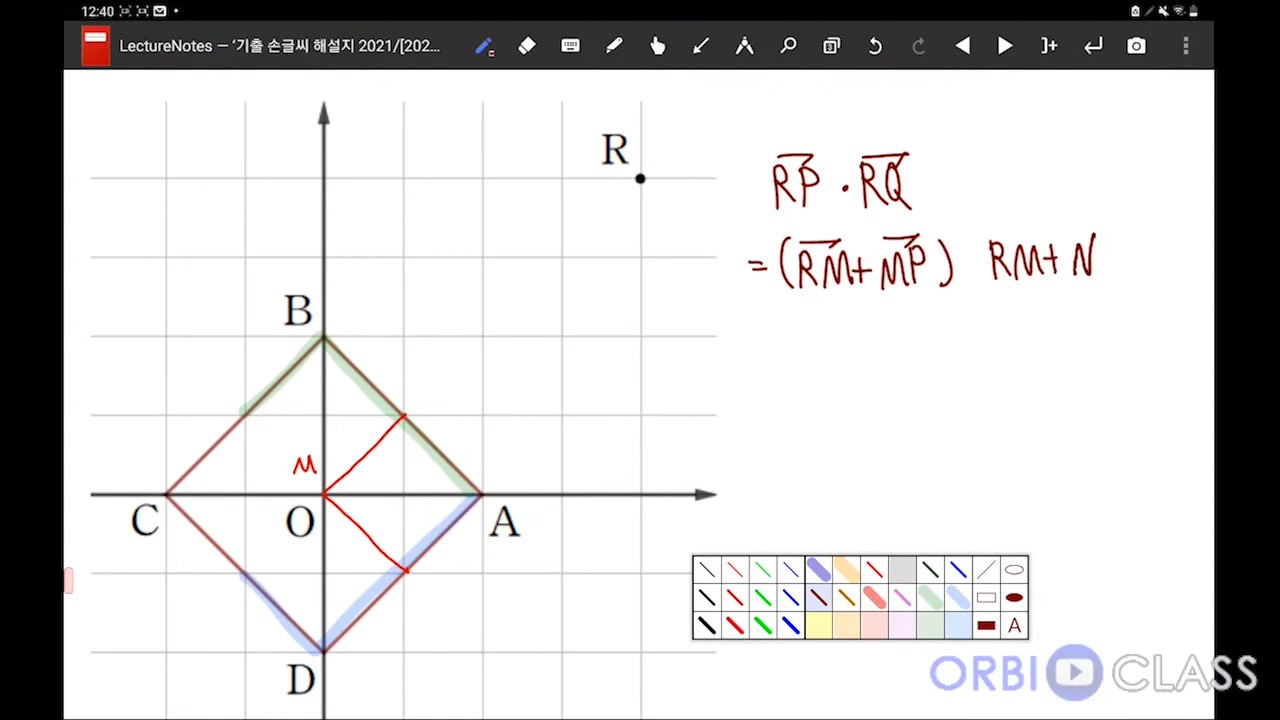 12:40
LectureNotes — ‘기출 손글씨 해설지 2021/[202...
R
B
M
C
O
A
D
RP · RQ
= (RM + MP) RM + N
A
ORBI CLASS